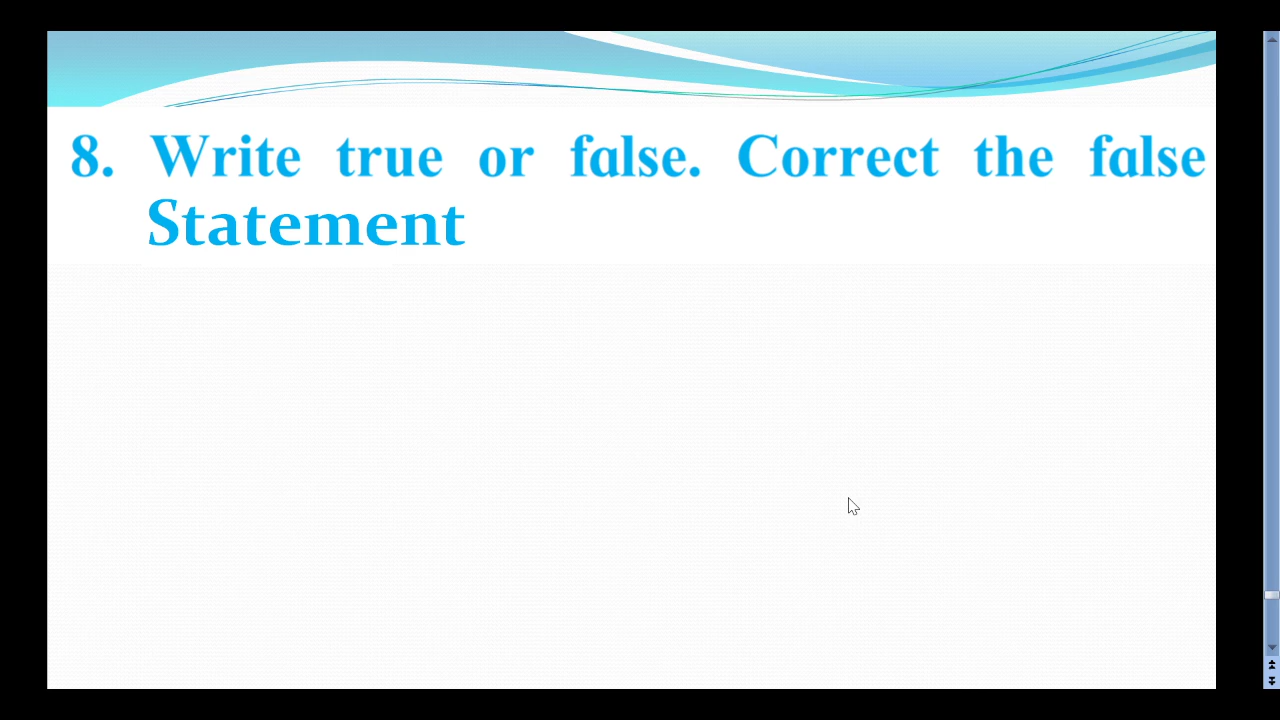 8. Write true or false. Correct the false
Statement